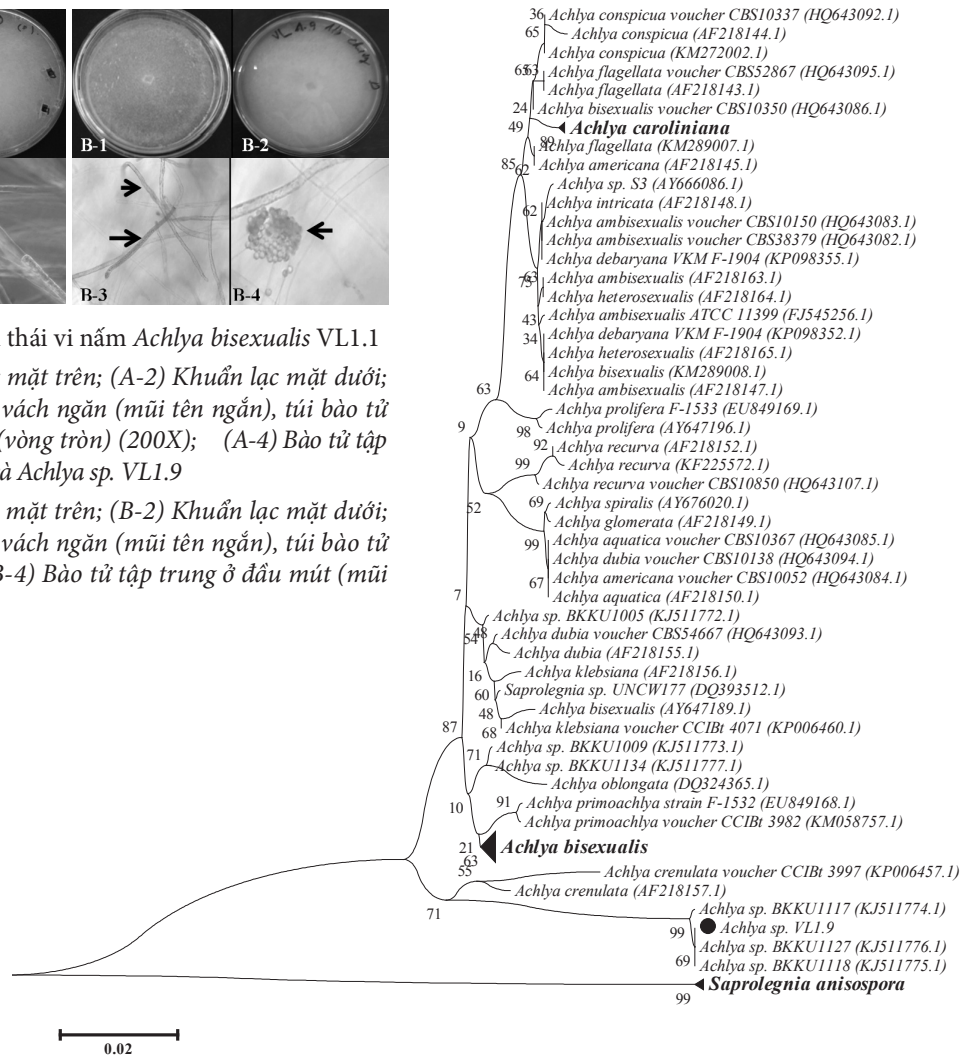 B-1
B-2
B-3
B-4
thái vi nấm Achlya bisexualis VL1.1
mặt trên; (A-2) Khuẩn lạc mặt dưới;
vách ngăn (mũi tên ngắn), túi bào tử
(vòng tròn) (200X); (A-4) Bào tử tập
Achlya sp. VL1.9
mặt trên; (B-2) Khuẩn lạc mặt dưới;
vách ngăn (mũi tên ngắn), túi bào tử
B-4) Bào tử tập trung ở đầu mút (mũi
36 Achlya conspicua voucher CBS10337 (HQ643092.1)
65 Achlya conspicua (AF218144.1)
Achlya conspicua (KM272002.1)
65 63 Achlya flagellata voucher CBS52867 (HQ643095.1)
Achlya flagellata (AF218143.1)
24 Achlya bisexualis voucher CBS10350 (HQ643086.1)
49 Achlya caroliniana
89 Achlya flagellata (KM289007.1)
85 62 Achlya americana (AF218145.1)
Achlya sp. S3 (AY666086.1)
Achlya intricata (AF218148.1)
62 Achlya ambisexualis voucher CBS10150 (HQ643083.1)
Achlya ambisexualis voucher CBS38379 (HQ643082.1)
Achlya debaryana VKM F-1904 (KP098355.1)
75 63 Achlya ambisexualis (AF218163.1)
Achlya heterosexualis (AF218164.1)
43 Achlya ambisexualis ATCC 11399 (FJ545256.1)
34 Achlya debaryana VKM F-1904 (KP098352.1)
Achlya heterosexualis (AF218165.1)
64 Achlya bisexualis (KM289008.1)
63 Achlya ambisexualis (AF218147.1)
Achlya prolifera F-1533 (EU849169.1)
9 98 Achlya prolifera (AY647196.1)
92 Achlya recurva (AF218152.1)
99 Achlya recurva (KF225572.1)
Achlya recurva voucher CBS10850 (HQ643107.1)
52 69 Achlya spiralis (AY676020.1)
Achlya glomerata (AF218149.1)
99 Achlya aquatica voucher CBS10367 (HQ643085.1)
Achlya dubia voucher CBS10138 (HQ643094.1)
67 Achlya americana voucher CBS10052 (HQ643084.1)
7 Achlya aquatica (AF218150.1)
Achlya sp. BKKU1005 (KJ511772.1)
54 48 Achlya dubia voucher CBS54667 (HQ643093.1)
Achlya dubia (AF218155.1)
16 Achlya klebsiana (AF218156.1)
60 Saprolegnia sp. UNCW177 (DQ393512.1)
48 Achlya bisexualis (AY647189.1)
87 68 Achlya klebsiana voucher CCIBt 4071 (KP006460.1)
71 Achlya sp. BKKU1009 (KJ511773.1)
Achlya sp. BKKU1134 (KJ511777.1)
Achlya oblongata (DQ324365.1)
10 91 Achlya primoachlya strain F-1532 (EU849168.1)
Achlya primoachlya voucher CCIBt 3982 (KM058757.1)
21 Achlya bisexualis
63
55 Achlya crenulata voucher CCIBt 3997 (KP006457.1)
Achlya crenulata (AF218157.1)
71 Achlya sp. BKKU1117 (KJ511774.1)
99 Achlya sp. VL1.9
Achlya sp. BKKU1127 (KJ511776.1)
69 Achlya sp. BKKU1118 (KJ511775.1)
99 Saprolegnia anisospora
0.02